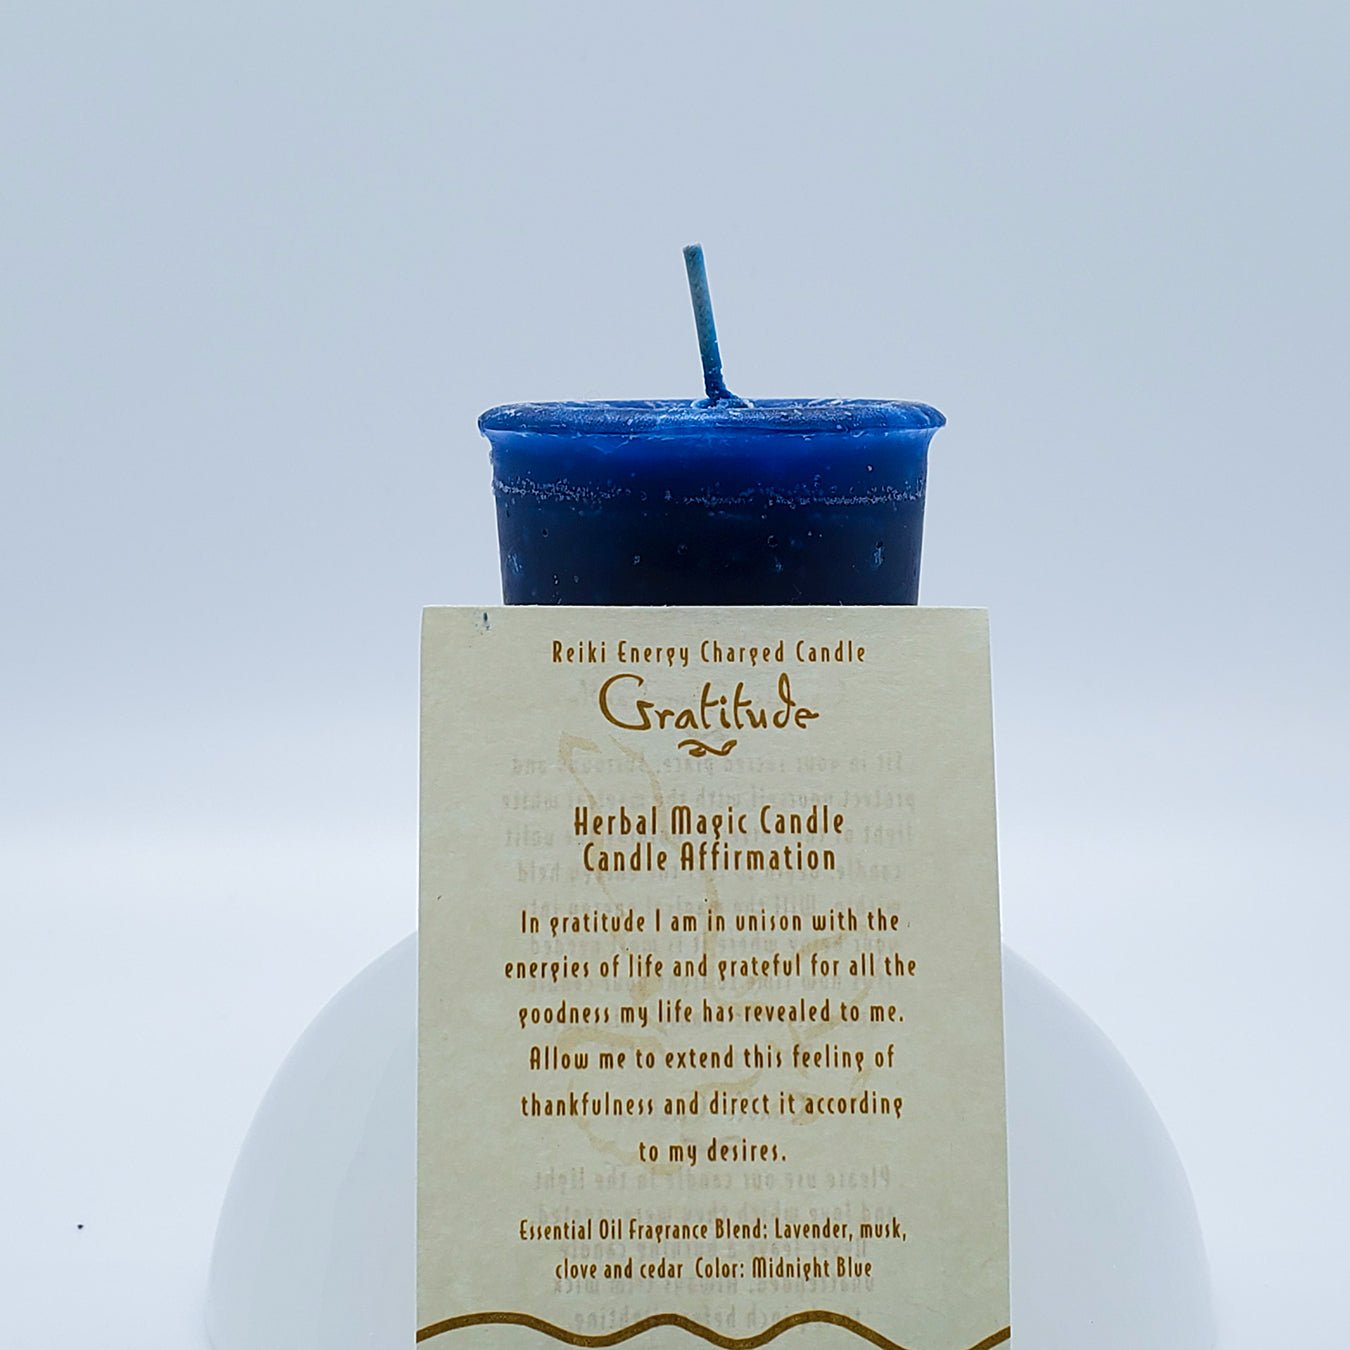 Reiki Energy Charged Candle
Gratitude
Herbal Magic Candle
Candle Affirmation
In gratitude I am in unison with the
energies of life and grateful for all the
goodness my life has revealed to me.
Allow me to extend this feeling of
thankfulness and direct it according
to my desires.
Essential Oil Fragrance Blend: Lavender, musk,
clove and cedar Color: Midnight Blue